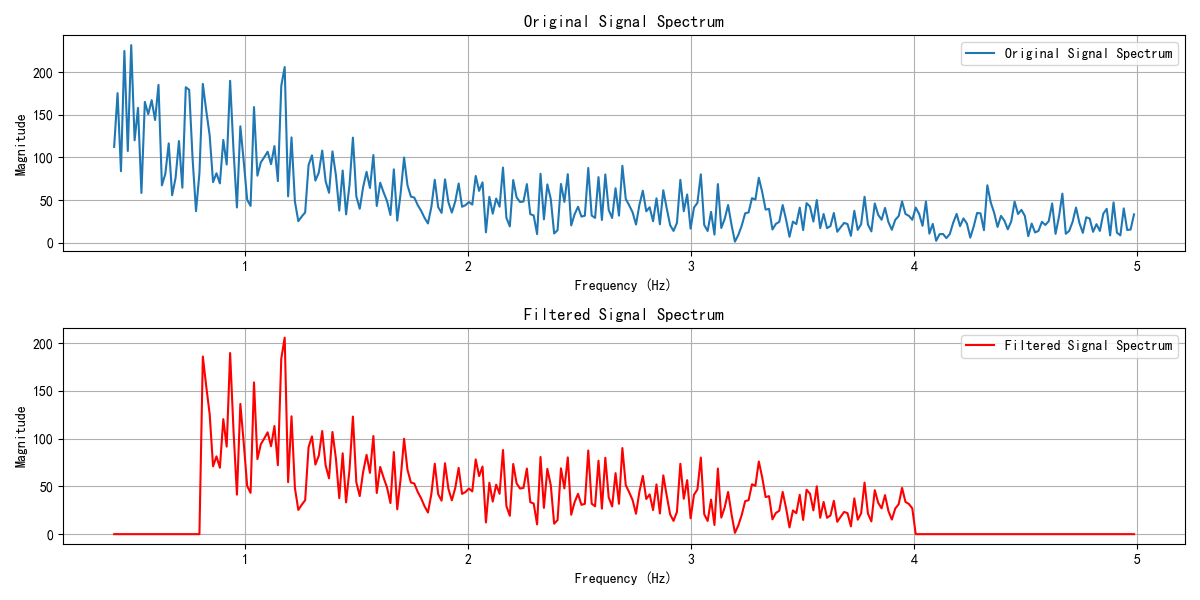 Original Signal Spectrum
Original Signal Spectrum
200
150
100
50
0
Magnitude
1 2 3 4 5
Frequency (Hz)
Filtered Signal Spectrum
Filtered Signal Spectrum
200
150
100
50
0
Magnitude
1 2 3 4 5
Frequency (Hz)